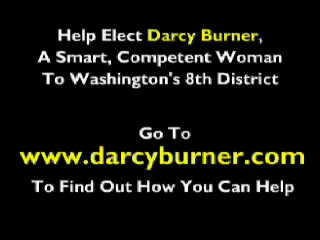 Help Elect Darcy Burner,
A Smart, Competent Woman
To Washington's 8th District
Go To
www.darcyburner.com
To Find Out How You Can Help